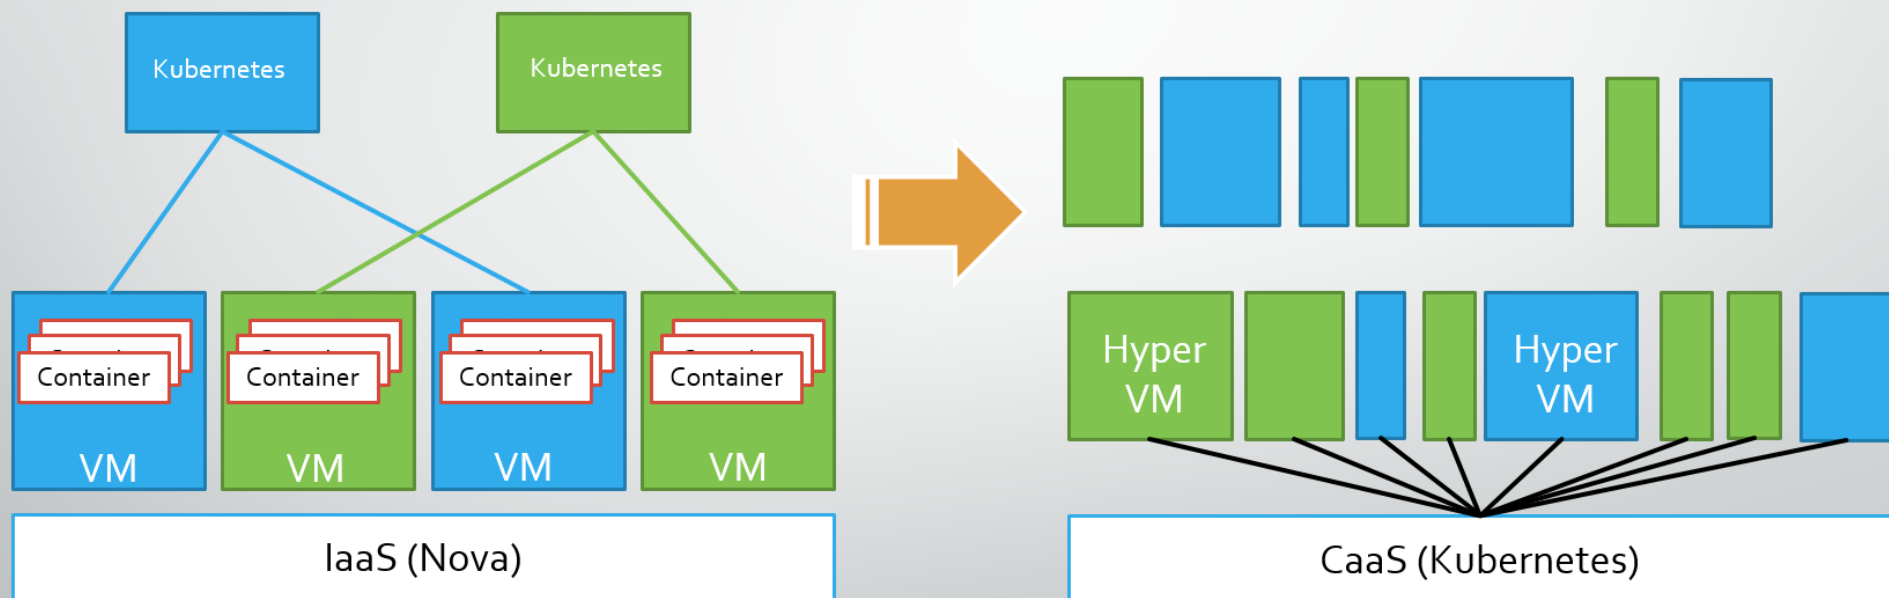 Kubernetes
Kubernetes
Container
VM
Container
VM
Container
VM
Container
VM
IaaS (Nova)
Hyper
VM
Hyper
VM
CaaS (Kubernetes)